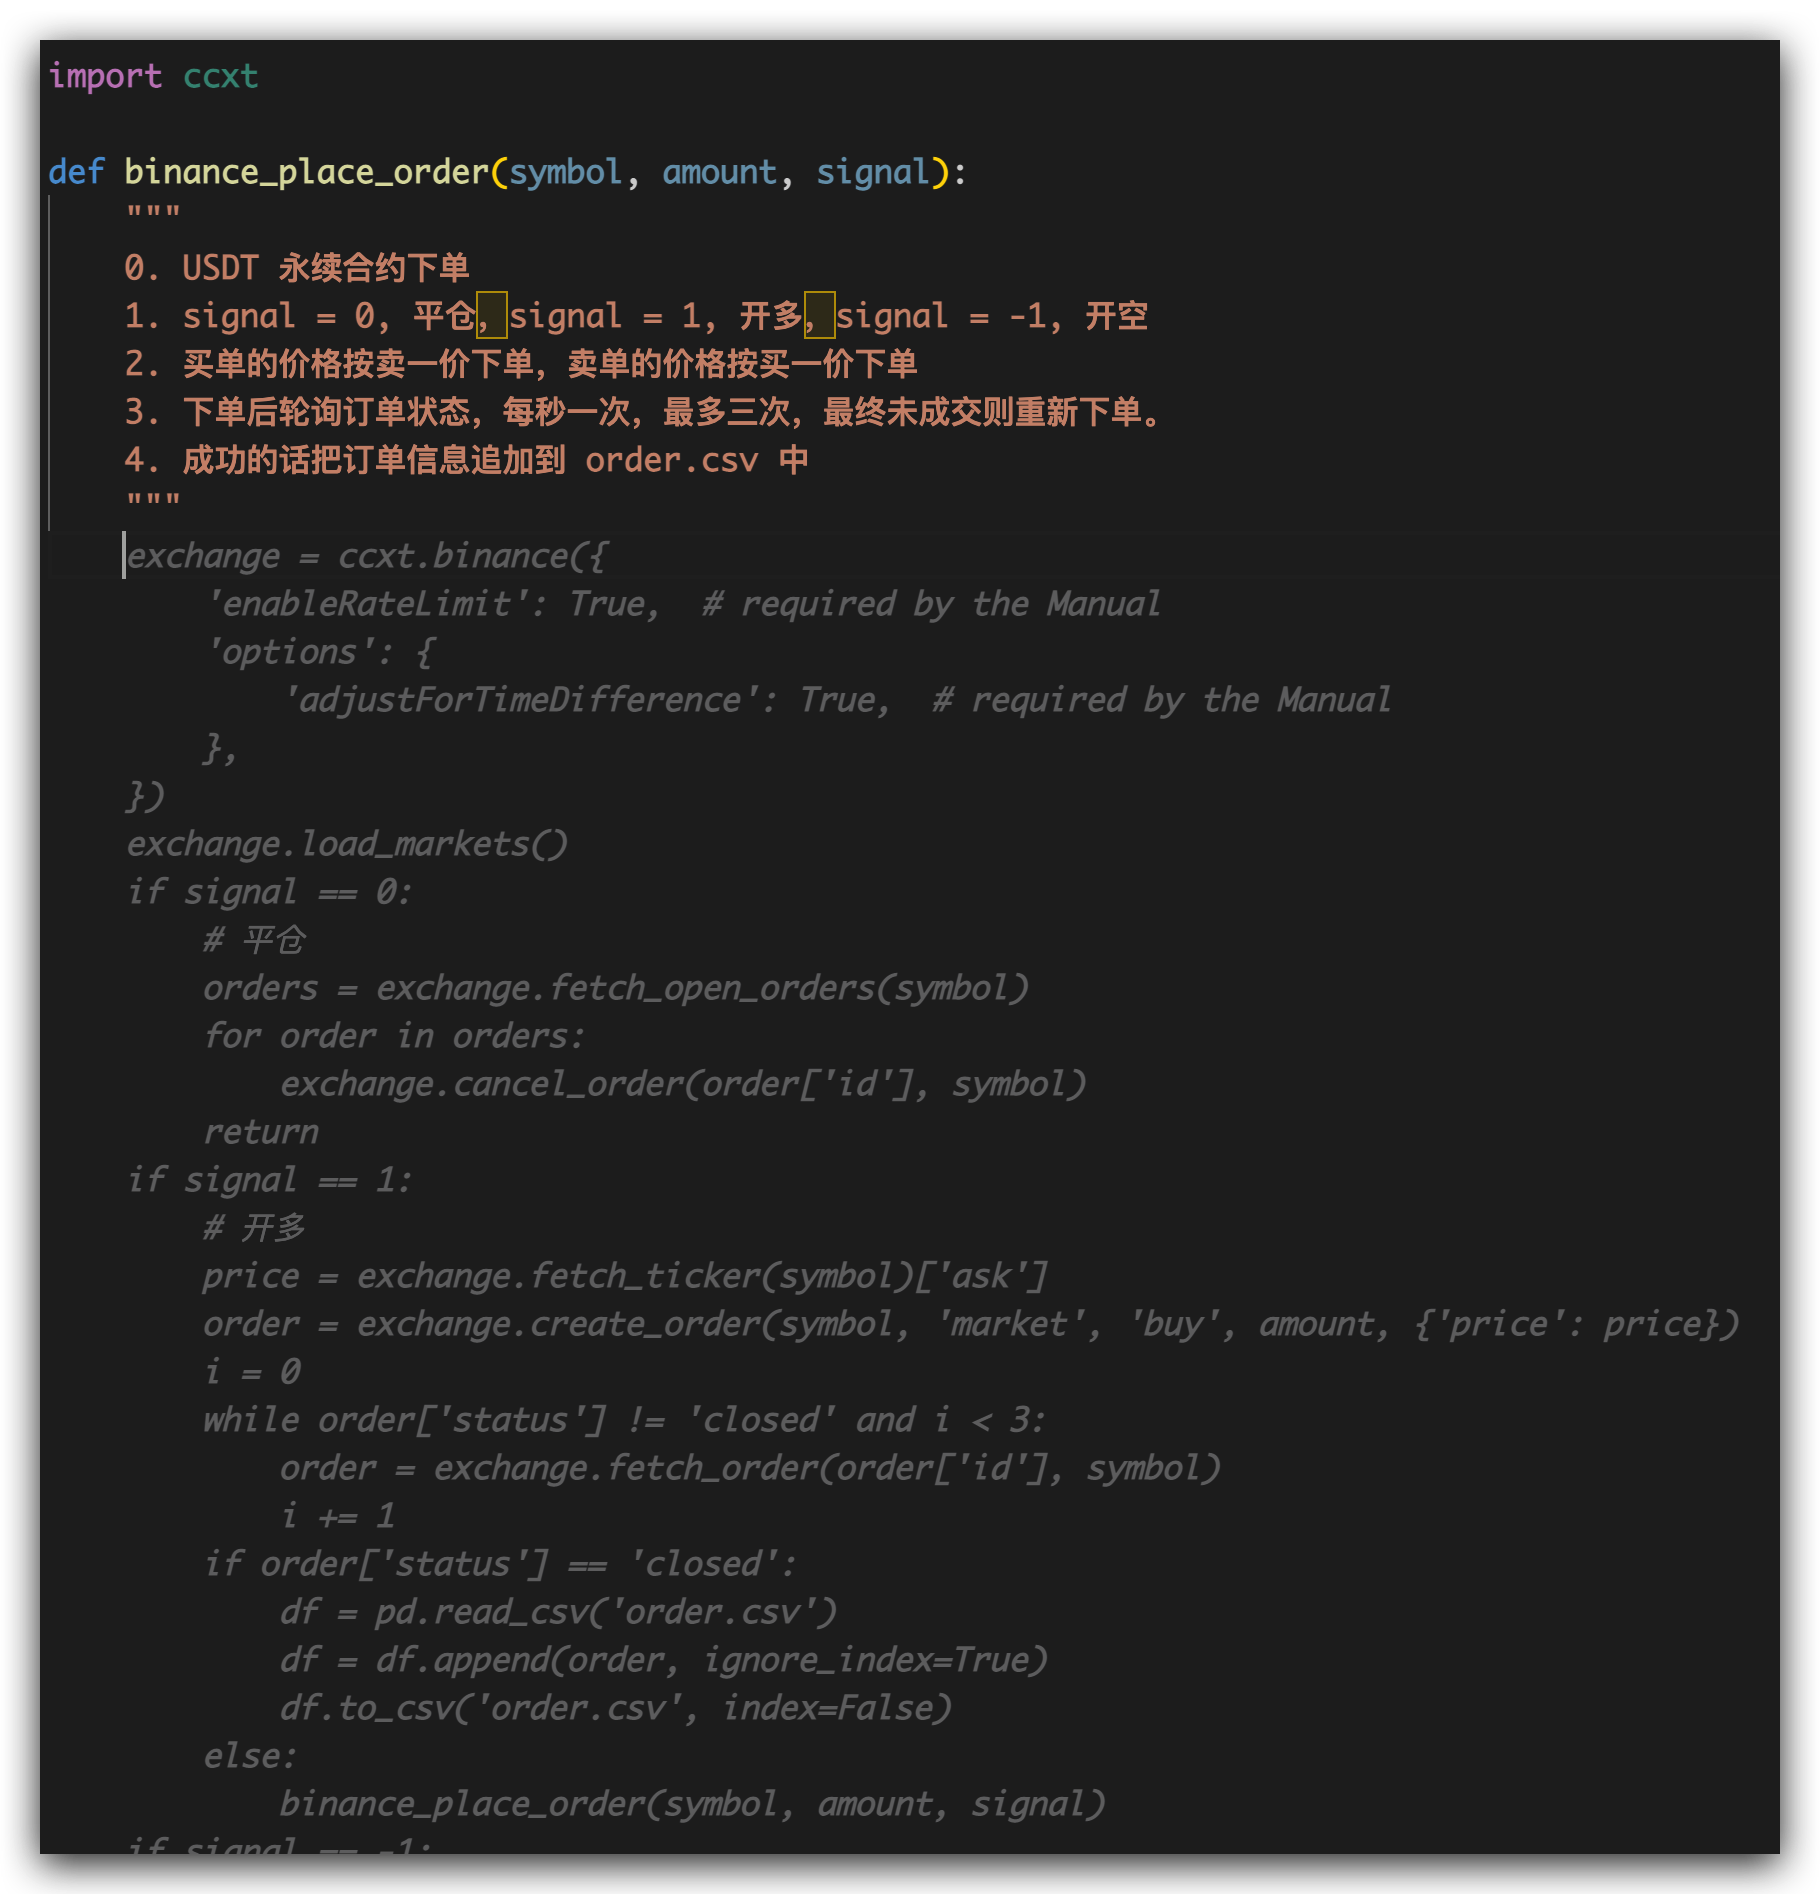 import ccxt

def binance_place_order(symbol, amount, signal):
    """
    0. USDT 永续合约下单
    1. signal = 0, 平仓，signal = 1, 开多，signal = -1, 开空
    2. 买单的价格按卖一价下单，卖单的价格按买一价下单
    3. 下单后轮询订单状态，每秒一次，最多三次，最终未成交则重新下单。
    4. 成功的话把订单信息追加到 order.csv 中
    """
    exchange = ccxt.binance({
        'enableRateLimit': True,  # required by the Manual
        'options': {
            'adjustForTimeDifference': True,  # required by the Manual
        },
    })
    exchange.load_markets()
    if signal == 0:
        # 平仓
        orders = exchange.fetch_open_orders(symbol)
        for order in orders:
            exchange.cancel_order(order['id'], symbol)
        return
    if signal == 1:
        # 开多
        price = exchange.fetch_ticker(symbol)['ask']
        order = exchange.create_order(symbol, 'market', 'buy', amount, {'price': price})
        i = 0
        while order['status'] != 'closed' and i < 3:
            order = exchange.fetch_order(order['id'], symbol)
            i += 1
        if order['status'] == 'closed':
            df = pd.read_csv('order.csv')
            df = df.append(order, ignore_index=True)
            df.to_csv('order.csv', index=False)
        else:
            binance_place_order(symbol, amount, signal)
    if signal == -1: